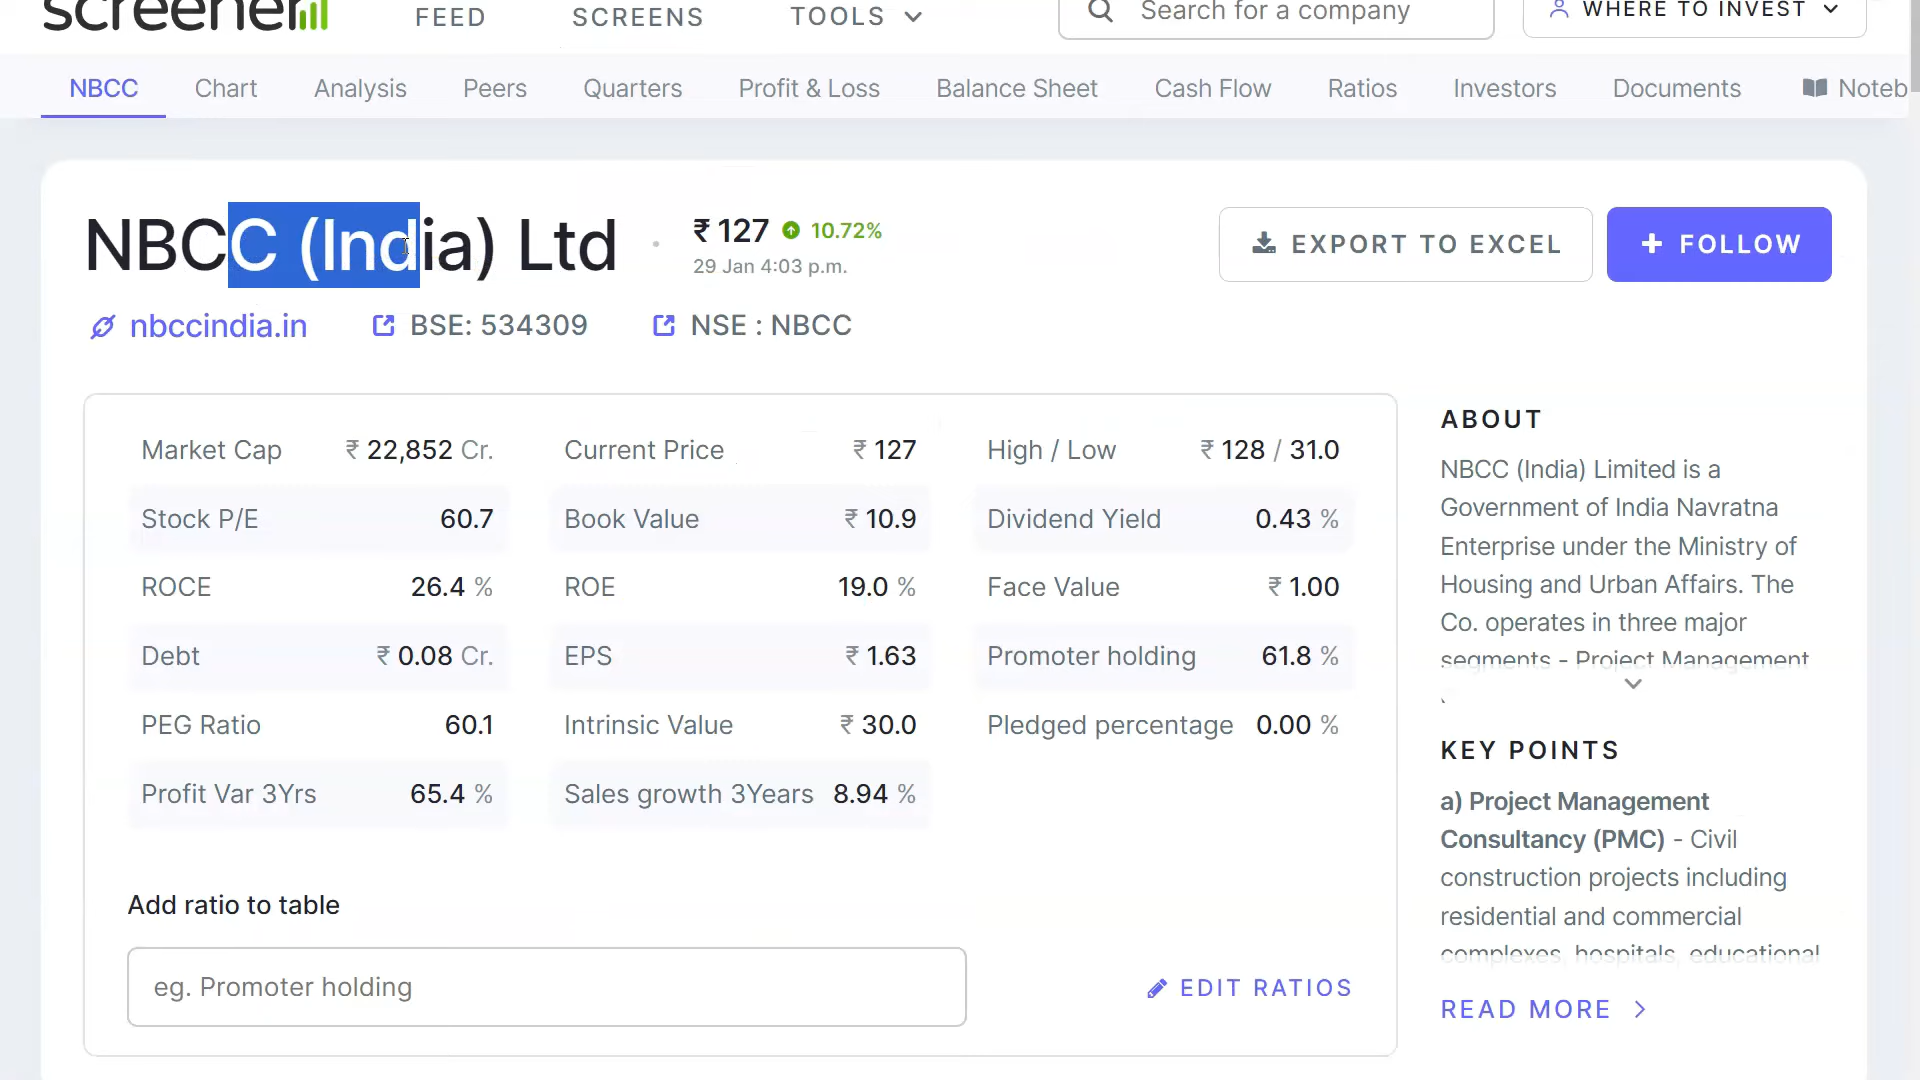 screener
FEED
SCREENS
TOOLS
Search for a company
WHERE TO INVEST
NBCC
Chart
Analysis
Peers
Quarters
Profit & Loss
Balance Sheet
Cash Flow
Ratios
Investors
Documents
Noteb
NBCC (India) Ltd
₹ 127 10.72%
29 Jan 4:03 p.m.
EXPORT TO EXCEL
+ FOLLOW
nbccindia.in
BSE: 534309
NSE : NBCC
Market Cap ₹ 22,852 Cr.
Current Price ₹ 127
High / Low ₹ 128 / 31.0
Stock P/E 60.7
Book Value ₹ 10.9
Dividend Yield 0.43 %
ROCE 26.4 %
ROE 19.0 %
Face Value ₹ 1.00
Debt ₹ 0.08 Cr.
EPS ₹ 1.63
Promoter holding 61.8 %
PEG Ratio 60.1
Intrinsic Value ₹ 30.0
Pledged percentage 0.00 %
Profit Var 3Yrs 65.4 %
Sales growth 3Years 8.94 %
Add ratio to table
eg. Promoter holding
EDIT RATIOS
ABOUT
NBCC (India) Limited is a
Government of India Navratna
Enterprise under the Ministry of
Housing and Urban Affairs. The
Co. operates in three major
segments - Project Management
KEY POINTS
a) Project Management
Consultancy (PMC) - Civil
construction projects including
residential and commercial
complexes, hospitals, educational
READ MORE